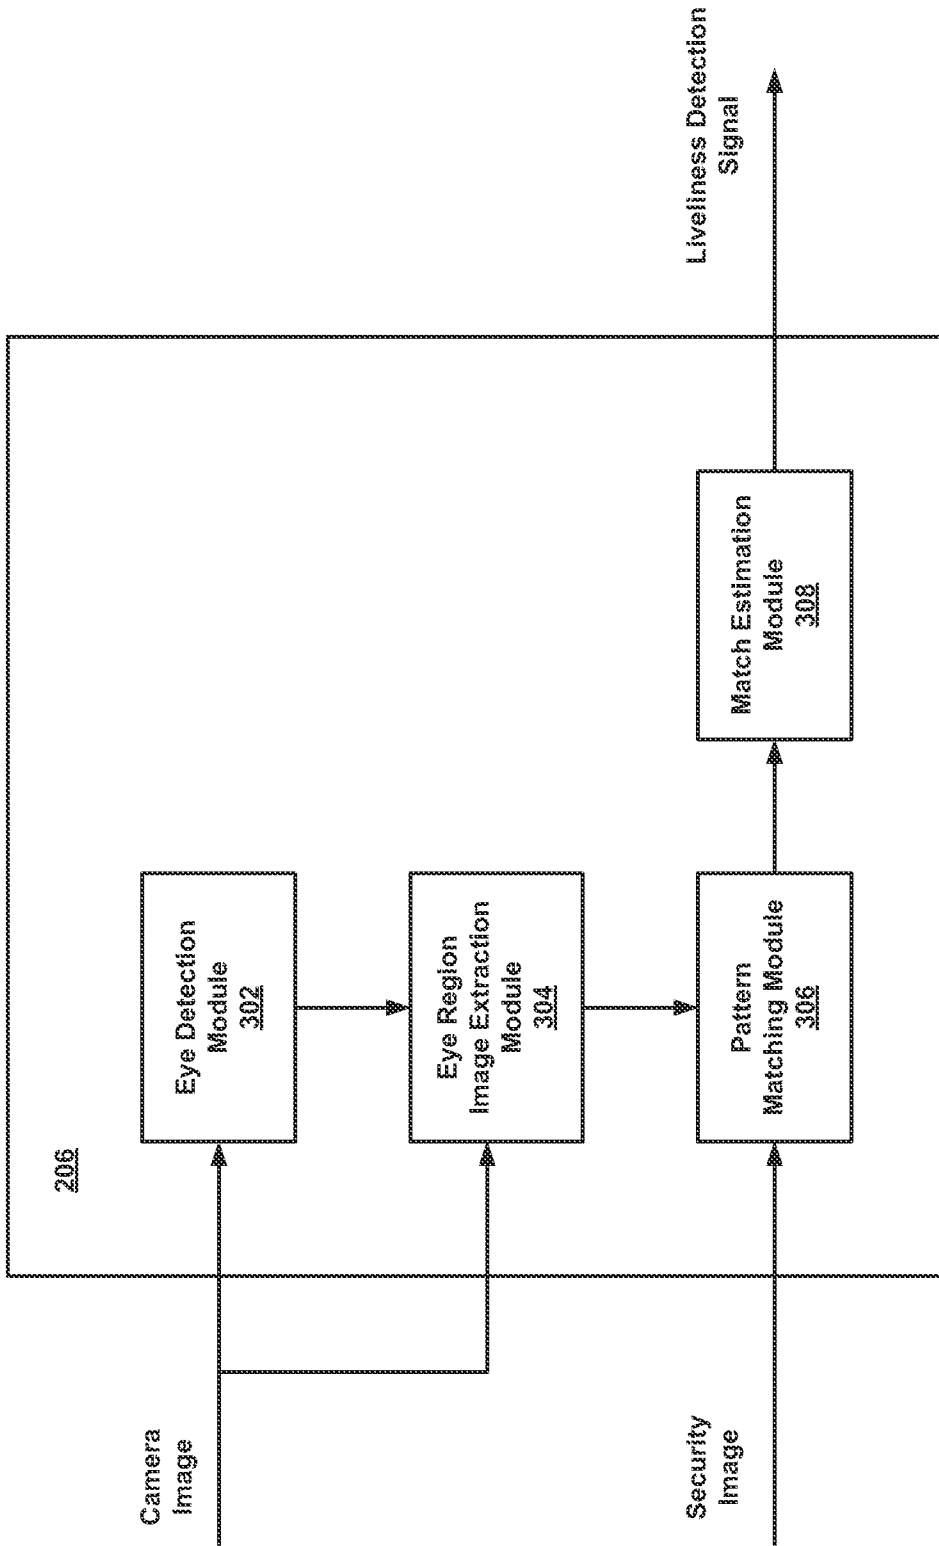 Camera
Image
Security
Image
206
Eye Detection
Module
302
Eye Region
Image Extraction
Module
304
Pattern
Matching Module
306
Match Estimation
Module
308
Liveliness Detection
Signal